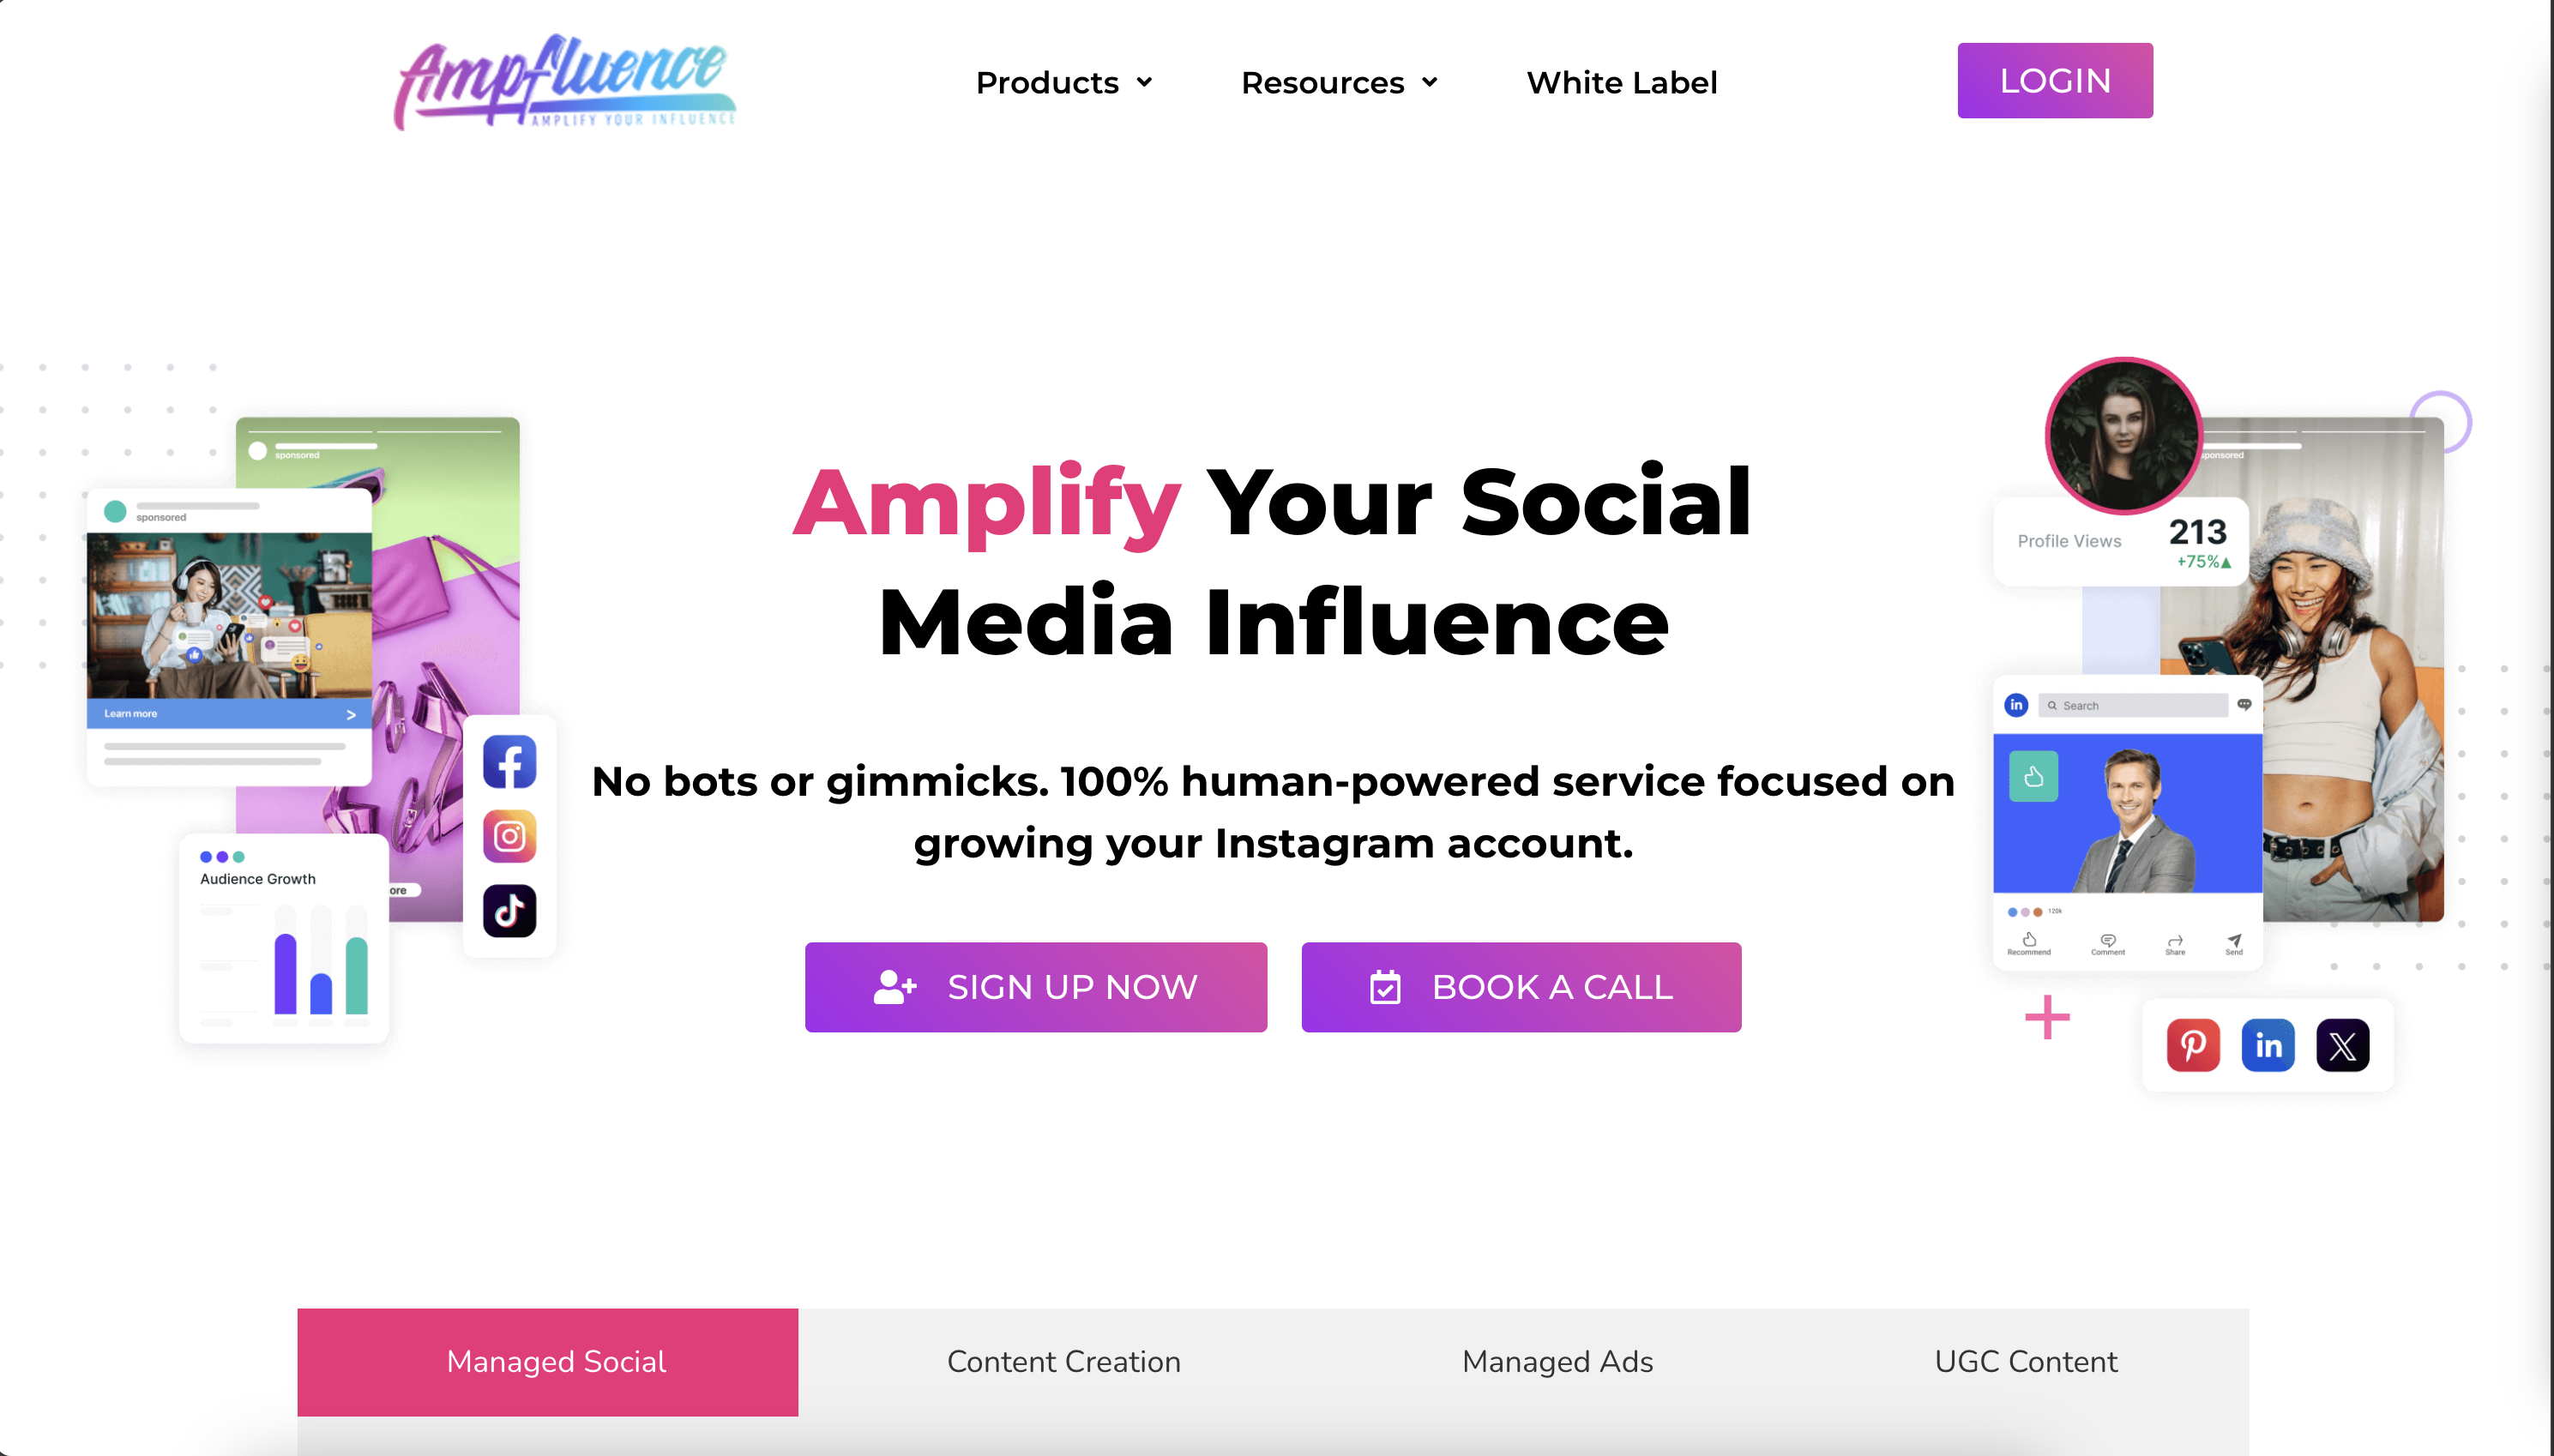 Ampfluence
AMPLIFY YOUR INFLUENCE
Products
Resources
White Label
LOGIN
sponsored
sponsored
Learn more >
Audience Growth
ore
Amplify Your Social
Media Influence
No bots or gimmicks. 100% human-powered service focused on
growing your Instagram account.
SIGN UP NOW
BOOK A CALL
sponsored
Profile Views
213
+75%▲
in
Search
120k
Recommend
Comment
Share
Send
in
Managed Social
Content Creation
Managed Ads
UGC Content